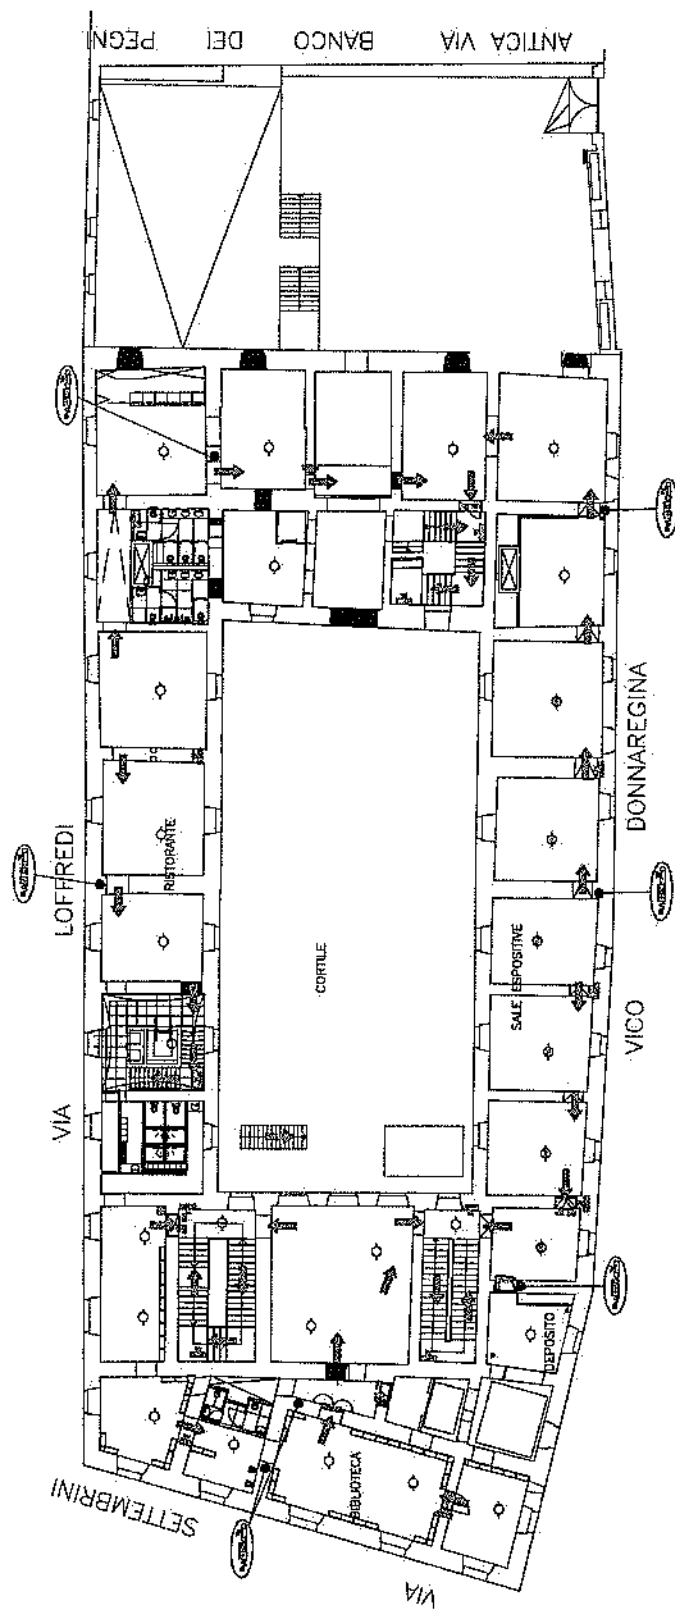 ANTICA VIA BANCO DEI PEGNI
VIA LOFFREDI
RISTORANTE
CORTILE
SALE ESPOSITIVE
VICO DONNAREGINA
DEPOSITO
BIBLIOTECA
VIA SETTEMBRINI